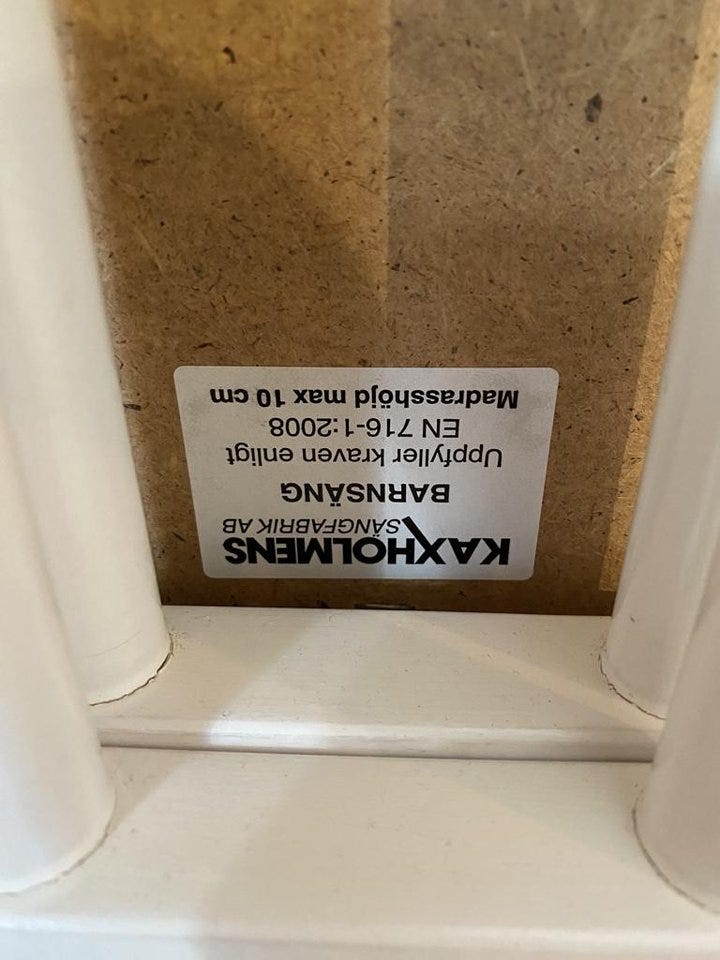 KAXHOLMENS
SÄNGFABRIK AB
BARNSÄNG
Uppfyller kraven enligt
EN 716-1:2008
Madrasshöjd max 10 cm